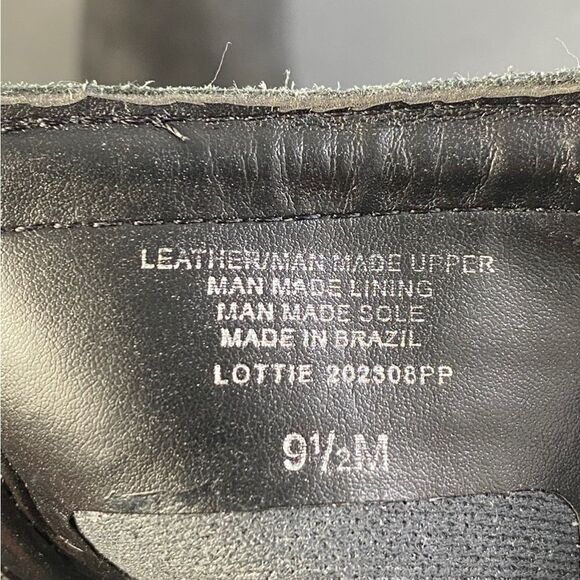 LEATHER/MAN MADE UPPER
MAN MADE LINING
MAN MADE SOLE
MADE IN BRAZIL
LOTTIE 202308PP
9½M